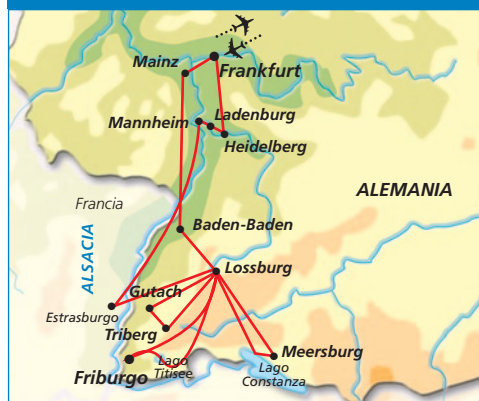 Mainz
Frankfurt
Ladenburg
Mannheim
Heidelberg
ALEMANIA
Francia
Baden-Baden
ALSACIA
Lossburg
Gutach
Estrasburgo
Triberg
Meersburg
Lago
Titisee
Lago
Constanza
Friburgo